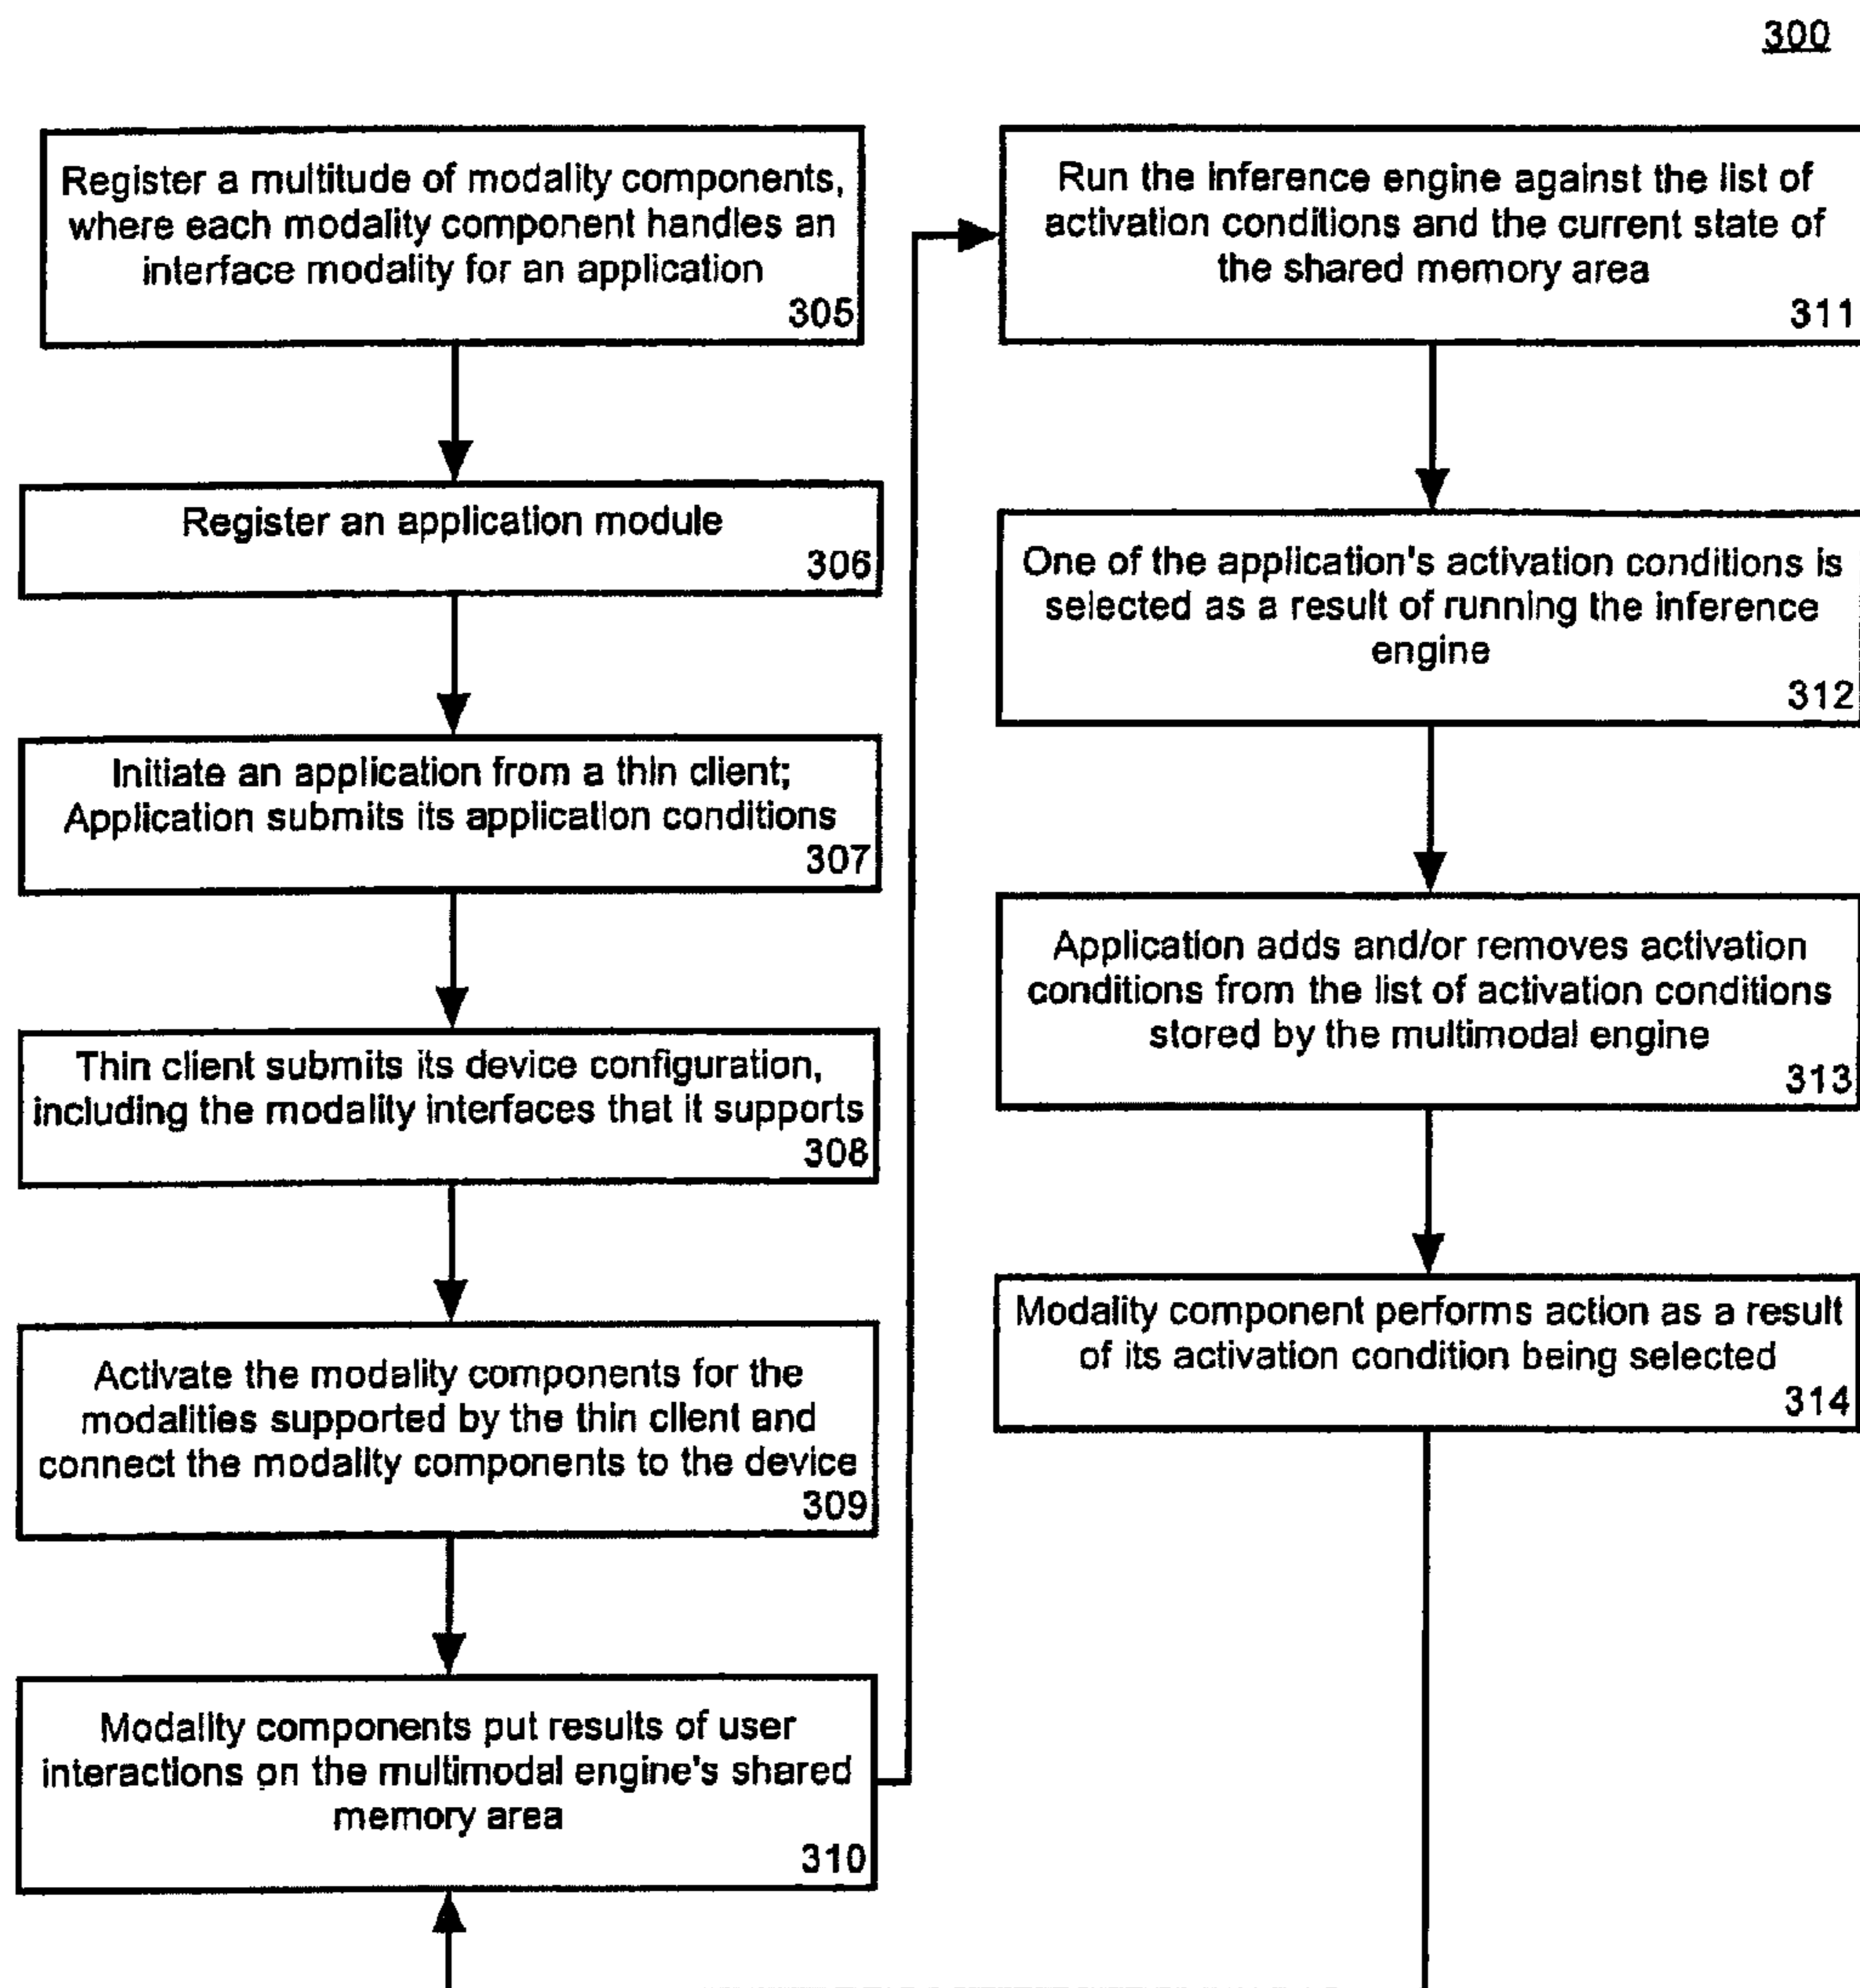 300
Register a multitude of modality components,
where each modality component handles an
interface modality for an application
305
Register an application module
306
Initiate an application from a thin client;
Application submits its application conditions
307
Thin client submits its device configuration,
including the modality interfaces that it supports
308
Activate the modality components for the
modalities supported by the thin client and
connect the modality components to the device
309
Modality components put results of user
interactions on the multimodal engine's shared
memory area
310
Run the inference engine against the list of
activation conditions and the current state of
the shared memory area
311
One of the application's activation conditions is
selected as a result of running the inference
engine
312
Application adds and/or removes activation
conditions from the list of activation conditions
stored by the multimodal engine
313
Modality component performs action as a result
of its activation condition being selected
314